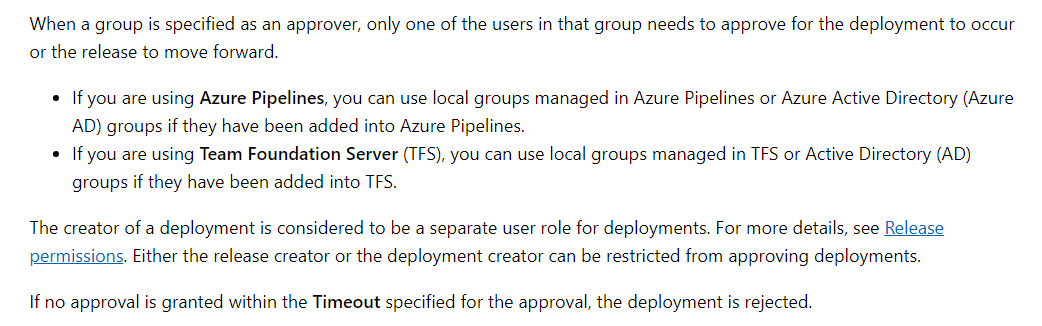 When a group is specified as an approver, only one of the users in that group needs to approve for the deployment to occur
or the release to move forward.
• If you are using Azure Pipelines, you can use local groups managed in Azure Pipelines or Azure Active Directory (Azure
AD) groups if they have been added into Azure Pipelines.
• If you are using Team Foundation Server (TFS), you can use local groups managed in TFS or Active Directory (AD)
groups if they have been added into TFS.
The creator of a deployment is considered to be a separate user role for deployments. For more details, see Release
permissions. Either the release creator or the deployment creator can be restricted from approving deployments.
If no approval is granted within the Timeout specified for the approval, the deployment is rejected.